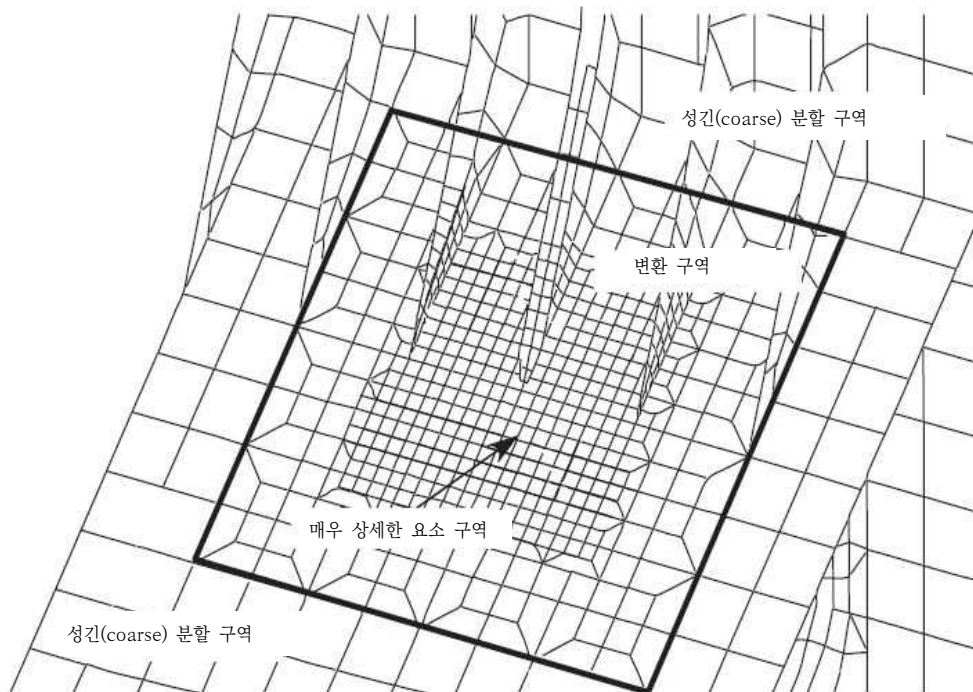 성긴(coarse) 분할 구역
변환 구역
매우 상세한 요소 구역
성긴(coarse) 분할 구역